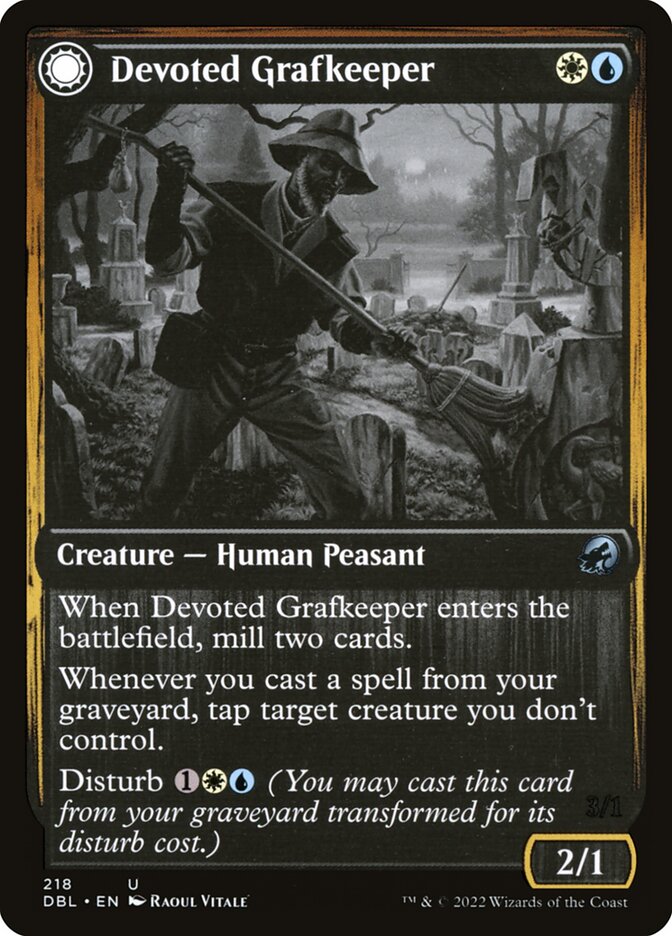 Devoted Grafkeeper
Creature — Human Peasant
When Devoted Grafkeeper enters the
battlefield, mill two cards.
Whenever you cast a spell from your
graveyard, tap target creature you don't
control.
Disturb 1 (You may cast this card
from your graveyard transformed for its
disturb cost.)
3/1
2/1
218 U
DBL • EN Raoul Vitale
™ & © 2022 Wizards of the Coast